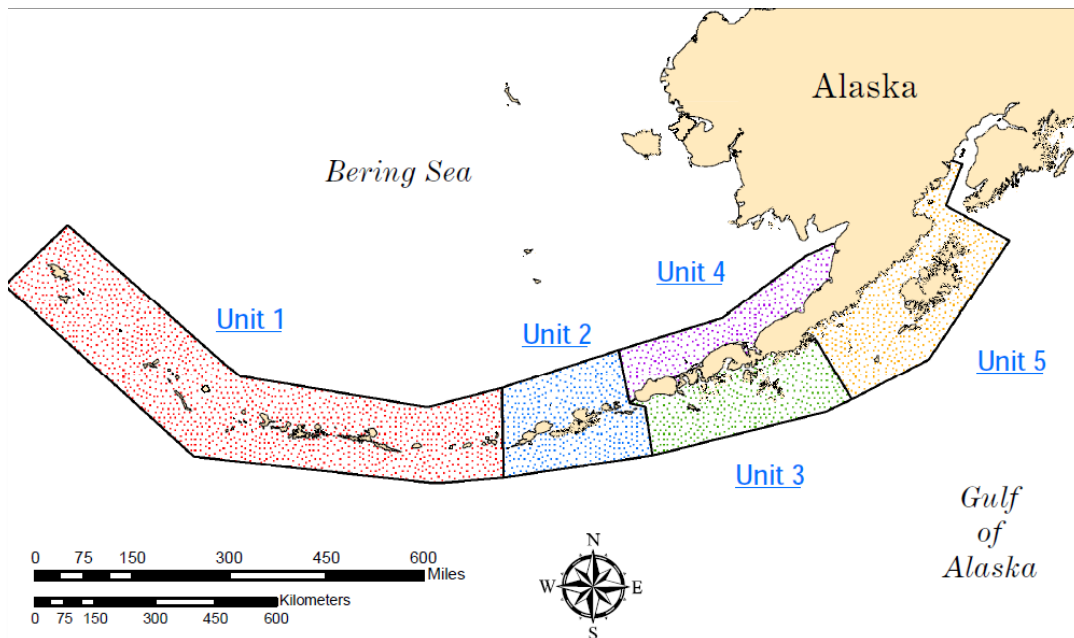 Alaska
Bering Sea
Unit 4
Unit 1
Unit 2
Unit 5
Unit 3
Gulf
of
Alaska
0 75 150 300 450 600
Miles
Kilometers
0 75 150 300 450 600
N
W E
S